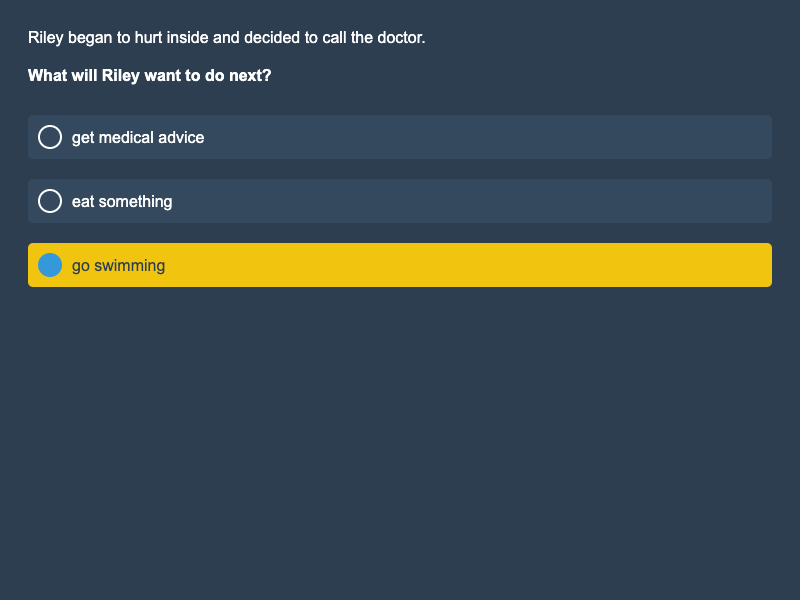 Riley began to hurt inside and decided to call the doctor.
What will Riley want to do next?
get medical advice
eat something
go swimming